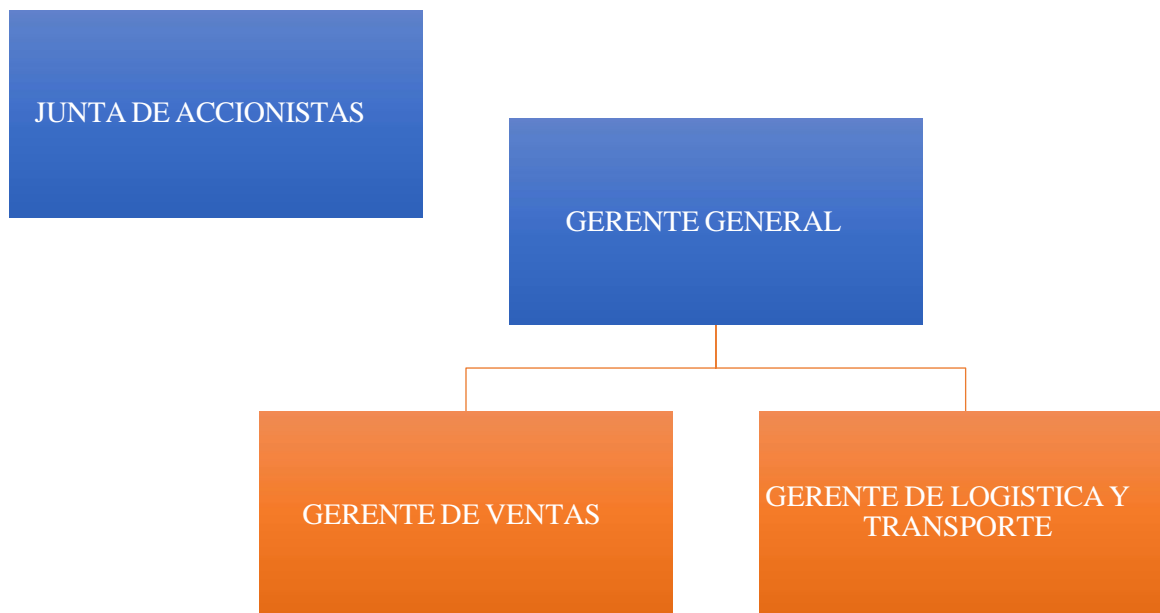 JUNTA DE ACCIONISTAS
GERENTE GENERAL
GERENTE DE VENTAS
GERENTE DE LOGISTICA Y
TRANSPORTE